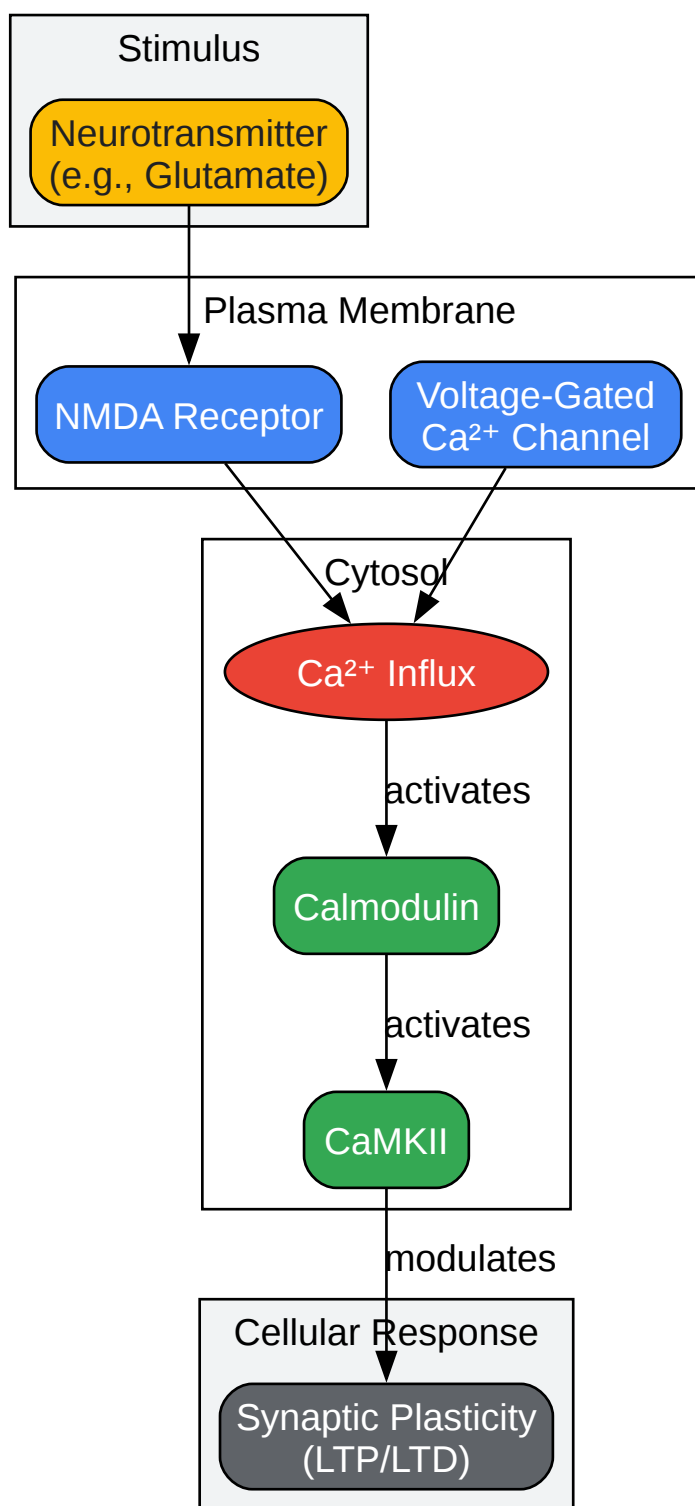 Stimulus
Neurotransmitter
(e.g., Glutamate)
Plasma Membrane
NMDA Receptor
Voltage-Gated
Ca²⁺ Channel
Cytosol
Ca²⁺ Influx
activates
Calmodulin
activates
CaMKII
modulates
Cellular Response
Synaptic Plasticity
(LTP/LTD)